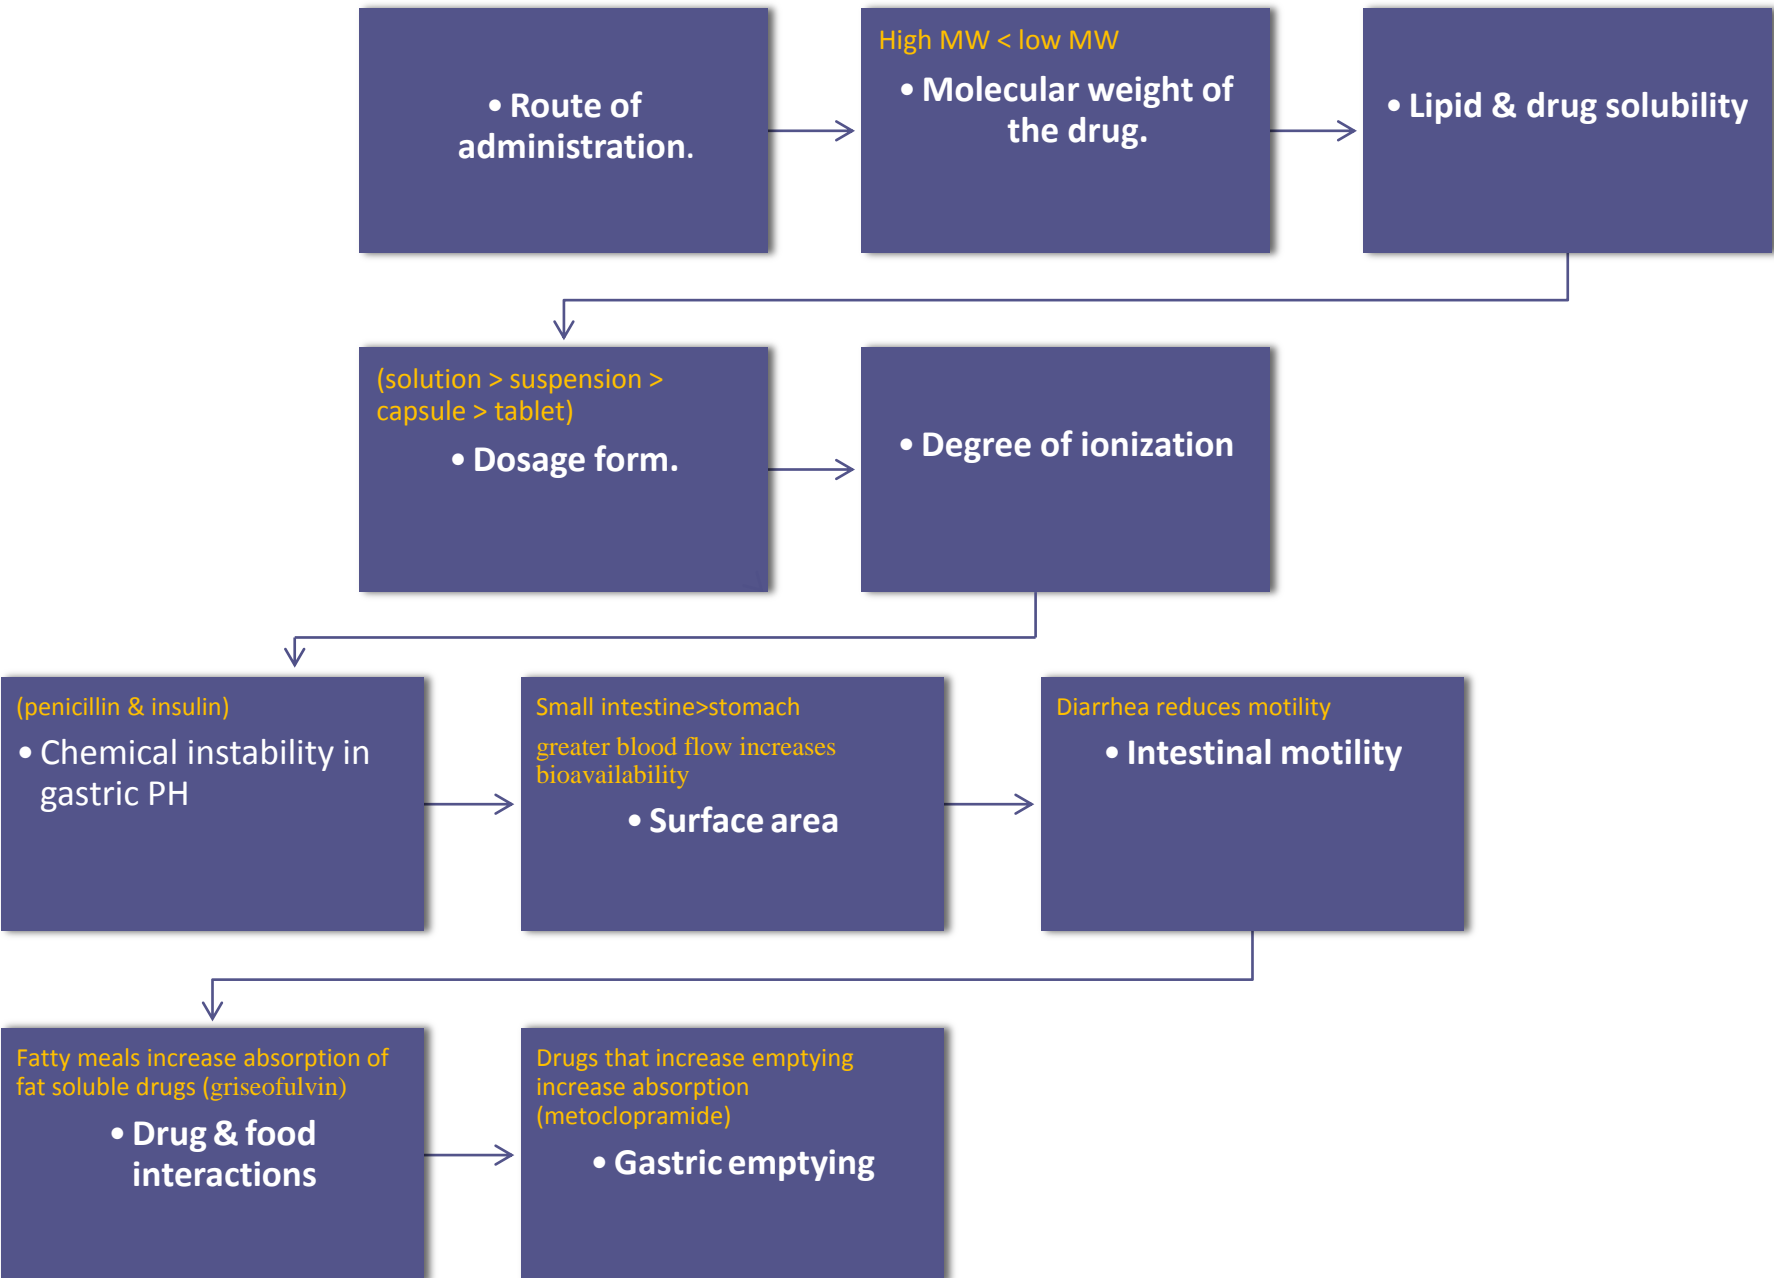 • Route of
administration.
High MW < low MW
• Molecular weight of
the drug.
• Lipid & drug solubility
(solution > suspension >
capsule > tablet)
• Dosage form.
• Degree of ionization
(penicillin & insulin)
• Chemical instability in
gastric PH
Small intestine>stomach
greater blood flow increases
bioavailability
• Surface area
Diarrhea reduces motility
• Intestinal motility
Fatty meals increase absorption of
fat soluble drugs (griseofulvin)
• Drug & food
interactions
Drugs that increase emptying
increase absorption
(metoclopramide)
• Gastric emptying